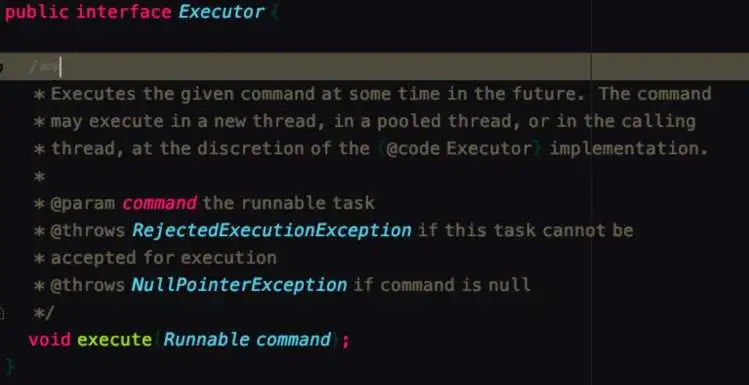 public interface Executor {
/**
* Executes the given command at some time in the future.  The command
* may execute in a new thread, in a pooled thread, or in the calling
* thread, at the discretion of the {@code Executor} implementation.
*
* @param command the runnable task
* @throws RejectedExecutionException if this task cannot be
* accepted for execution
* @throws NullPointerException if command is null
*/
void execute(Runnable command);
}